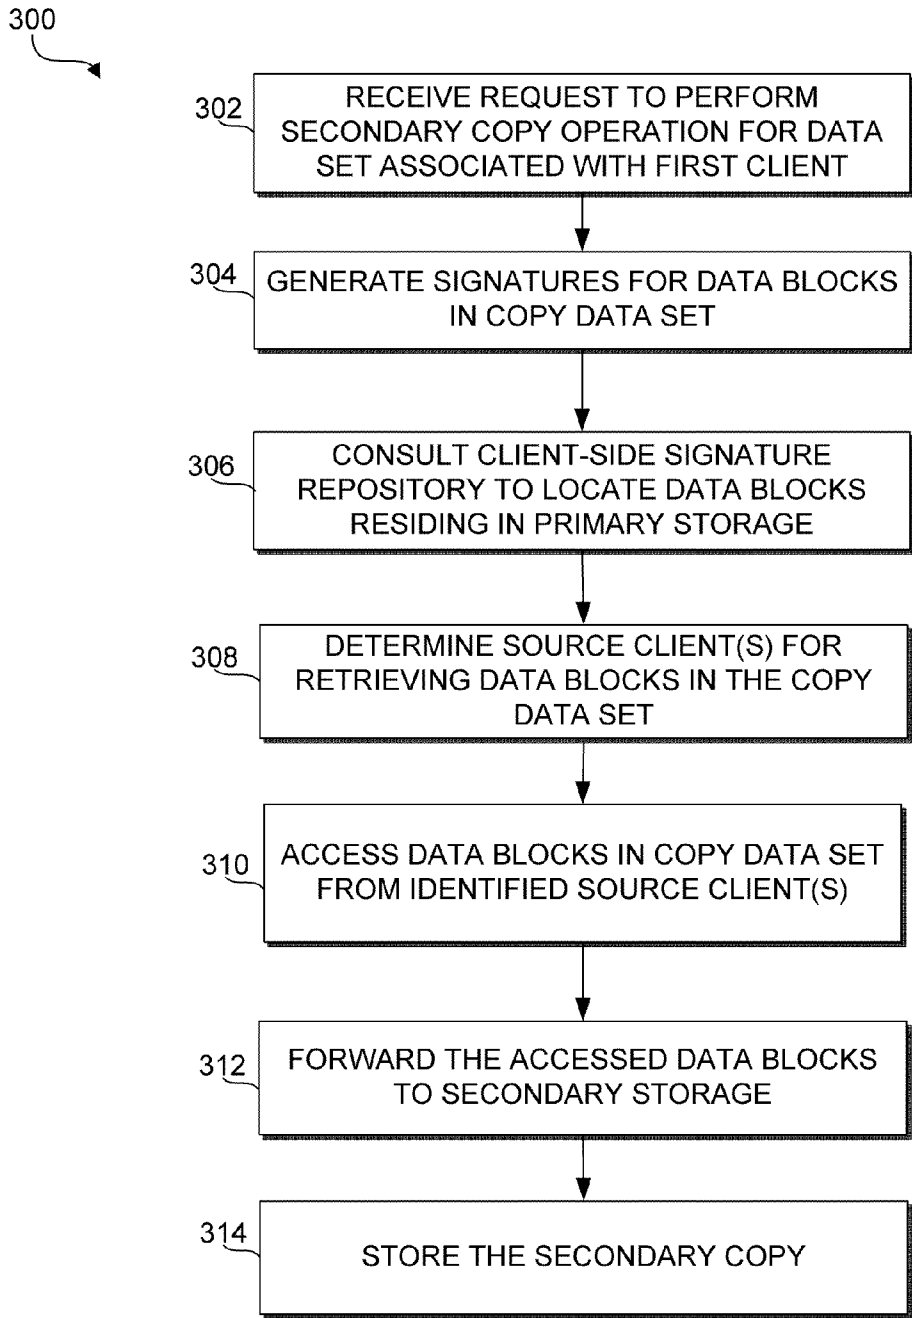 300
302
RECEIVE REQUEST TO PERFORM
SECONDARY COPY OPERATION FOR DATA
SET ASSOCIATED WITH FIRST CLIENT
304
GENERATE SIGNATURES FOR DATA BLOCKS
IN COPY DATA SET
306
CONSULT CLIENT-SIDE SIGNATURE
REPOSITORY TO LOCATE DATA BLOCKS
RESIDING IN PRIMARY STORAGE
308
DETERMINE SOURCE CLIENT(S) FOR
RETRIEVING DATA BLOCKS IN THE COPY
DATA SET
310
ACCESS DATA BLOCKS IN COPY DATA SET
FROM IDENTIFIED SOURCE CLIENT(S)
312
FORWARD THE ACCESSED DATA BLOCKS
TO SECONDARY STORAGE
314
STORE THE SECONDARY COPY